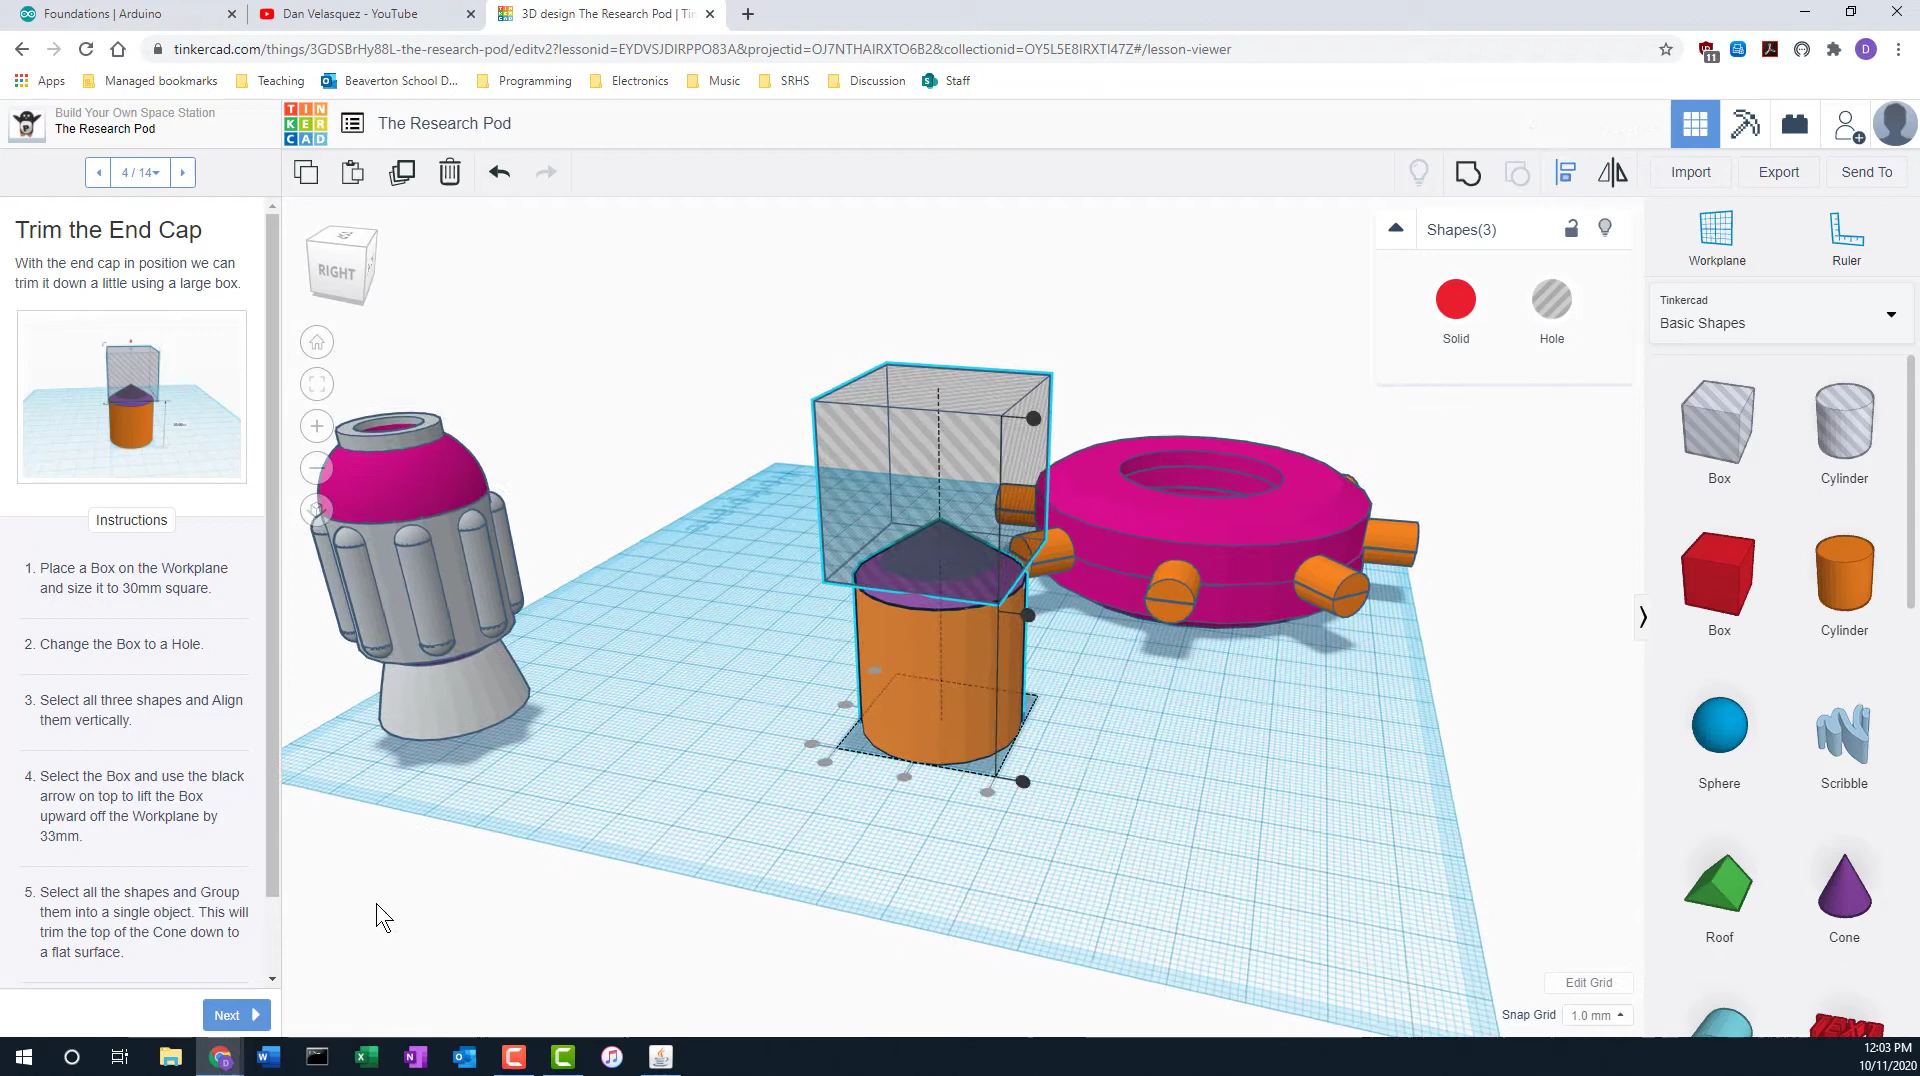 Foundations | Arduino
Dan Velasquez - YouTube
3D design The Research Pod | Tin
tinkercad.com/things/3GDSBrHy88L-the-research-pod/editv2?lessonid=EYDVSJDIRPPO83A&projectid=OJ7NTHAIRXTO6B2&collectionid=OY5L5E8IRXTI47Z#/lesson-viewer
11
D
Apps
Managed bookmarks
Teaching
Beaverton School D...
Programming
Electronics
Music
SRHS
Discussion
Staff
Build Your Own Space Station
The Research Pod
TIN
KER
CAD
The Research Pod
4 / 14
Import
Export
Send To
Trim the End Cap
With the end cap in position we can
trim it down a little using a large box.
Instructions
1. Place a Box on the Workplane
and size it to 30mm square.
2. Change the Box to a Hole.
3. Select all three shapes and Align
them vertically.
4. Select the Box and use the black
arrow on top to lift the Box
upward off the Workplane by
33mm.
5. Select all the shapes and Group
them into a single object. This will
trim the top of the Cone down to
a flat surface.
Next
RIGHT
Shapes(3)
Solid
Hole
Workplane
Ruler
Tinkercad
Basic Shapes
Box
Cylinder
Box
Cylinder
Sphere
Scribble
Roof
Cone
TEXT
Edit Grid
Snap Grid
1.0 mm
12:03 PM
10/11/2020